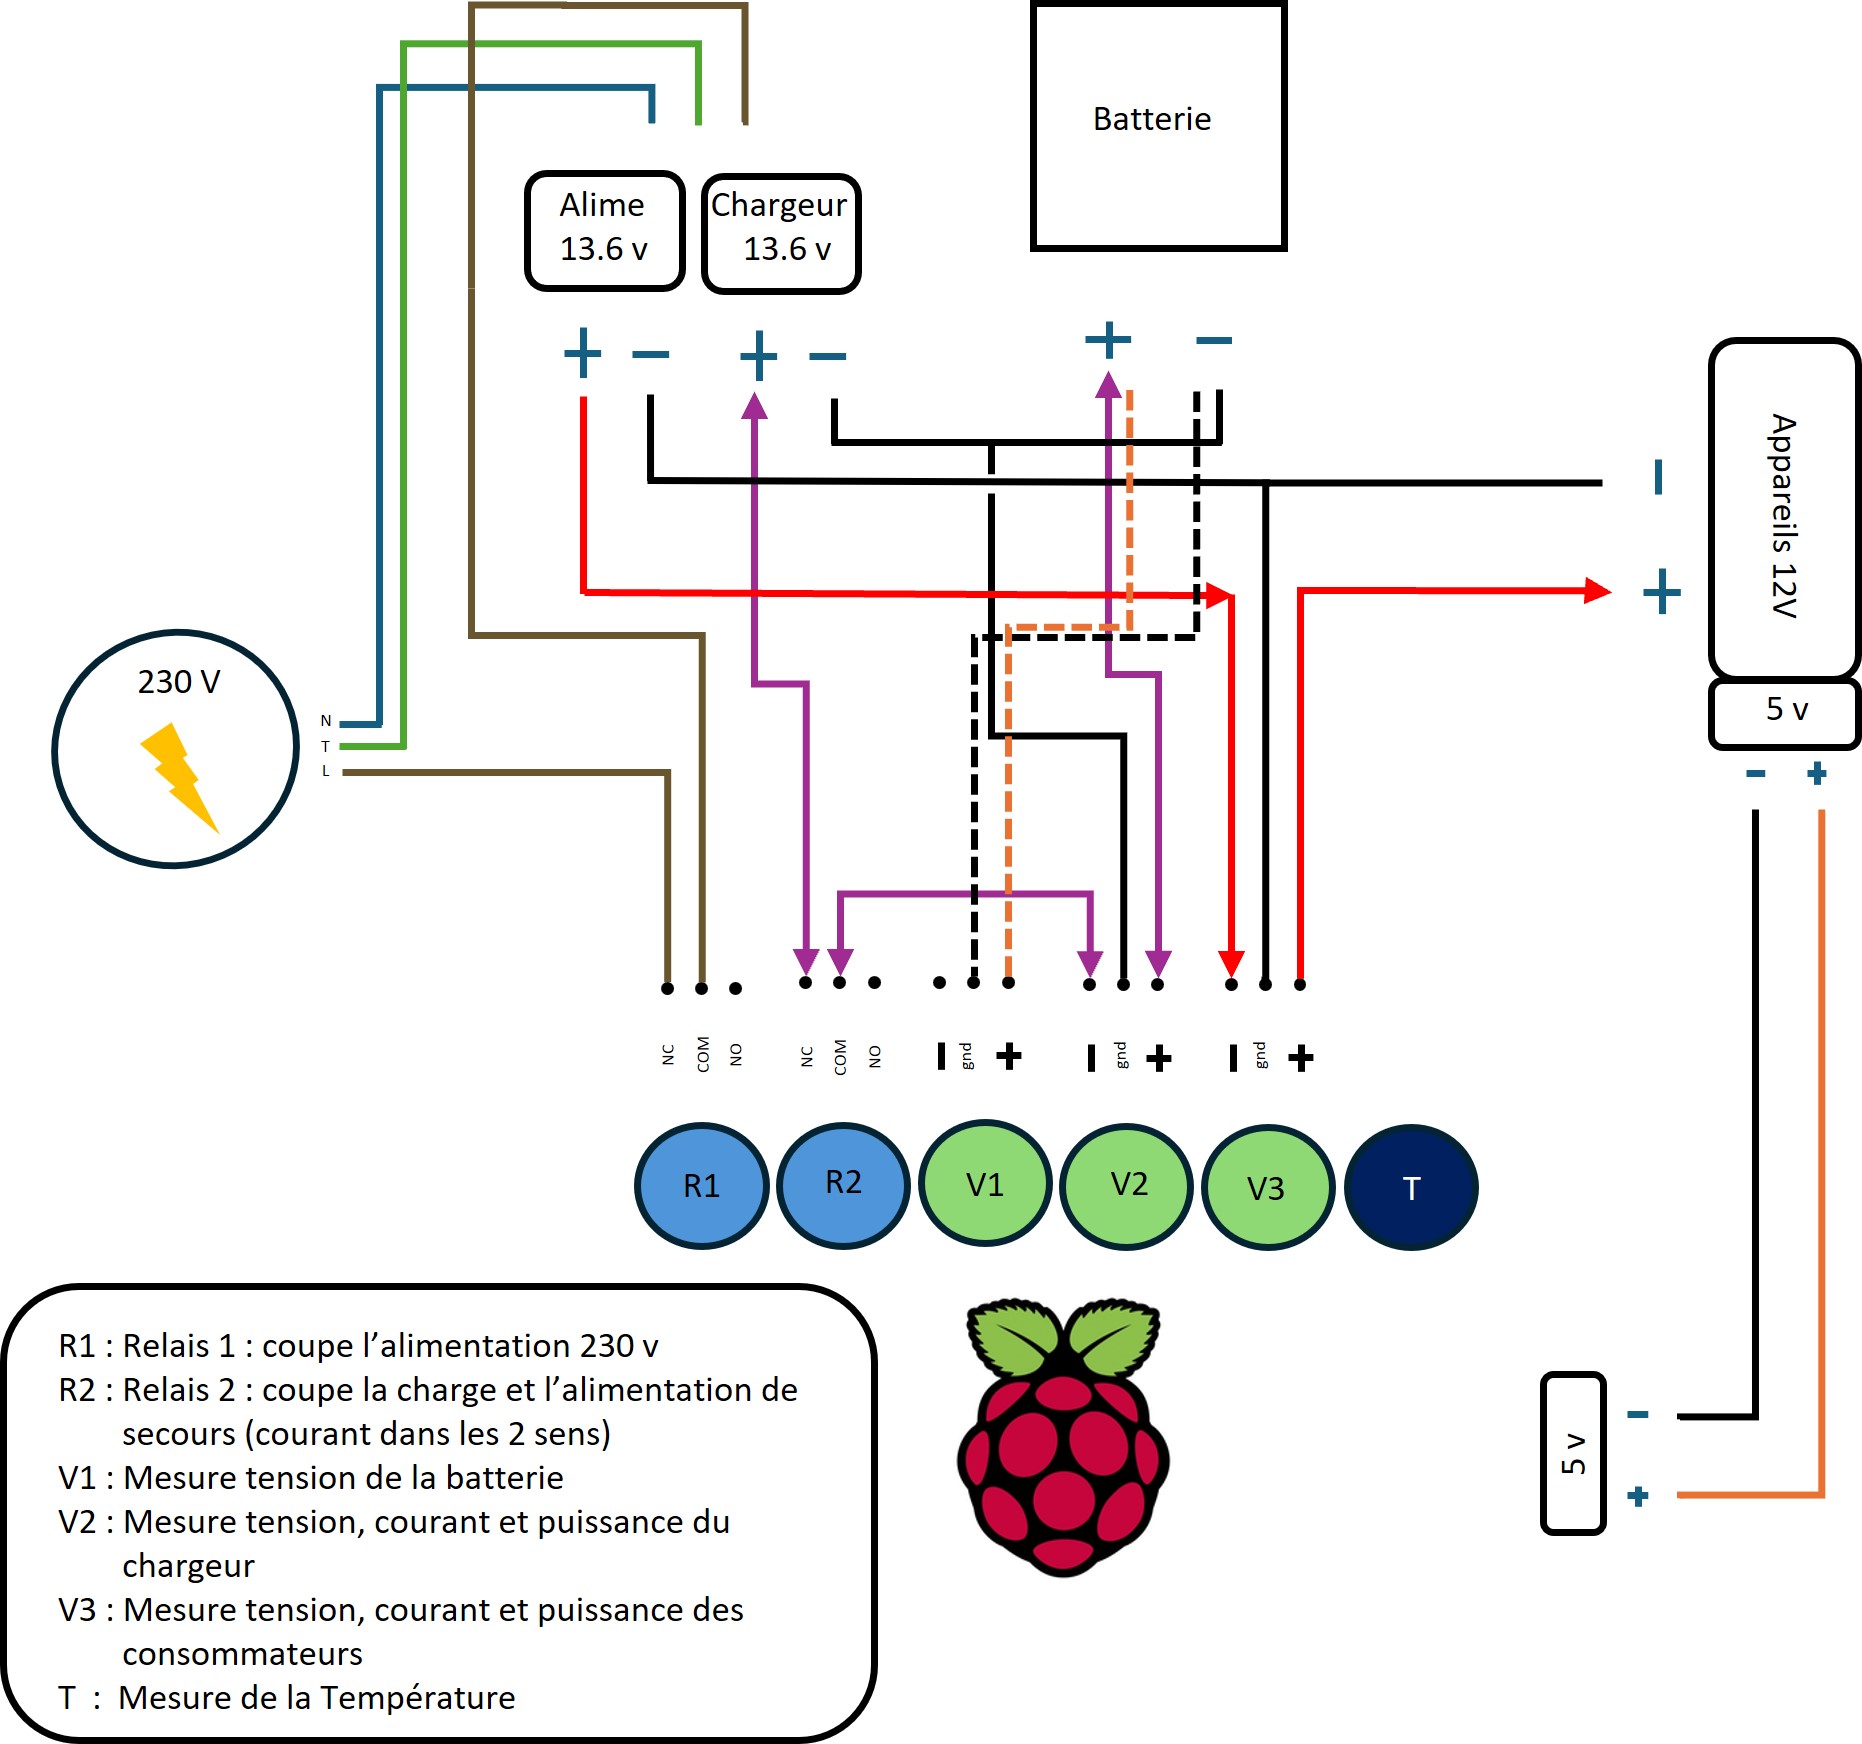 Batterie
Alime
13.6 v
Chargeur
13.6 v
+ − + −
+ −
Appareils 12V
−
+
230 V
N
T
L
5 v
- +
NC COM NO
NC COM NO
- gnd +
- gnd +
- gnd +
R1 R2 V1 V2 V3 T
R1 : Relais 1 : coupe l’alimentation 230 v
R2 : Relais 2 : coupe la charge et l’alimentation de
secours (courant dans les 2 sens)
V1 : Mesure tension de la batterie
V2 : Mesure tension, courant et puissance du
chargeur
V3 : Mesure tension, courant et puissance des
consommateurs
T : Mesure de la Température
5 v
-
+